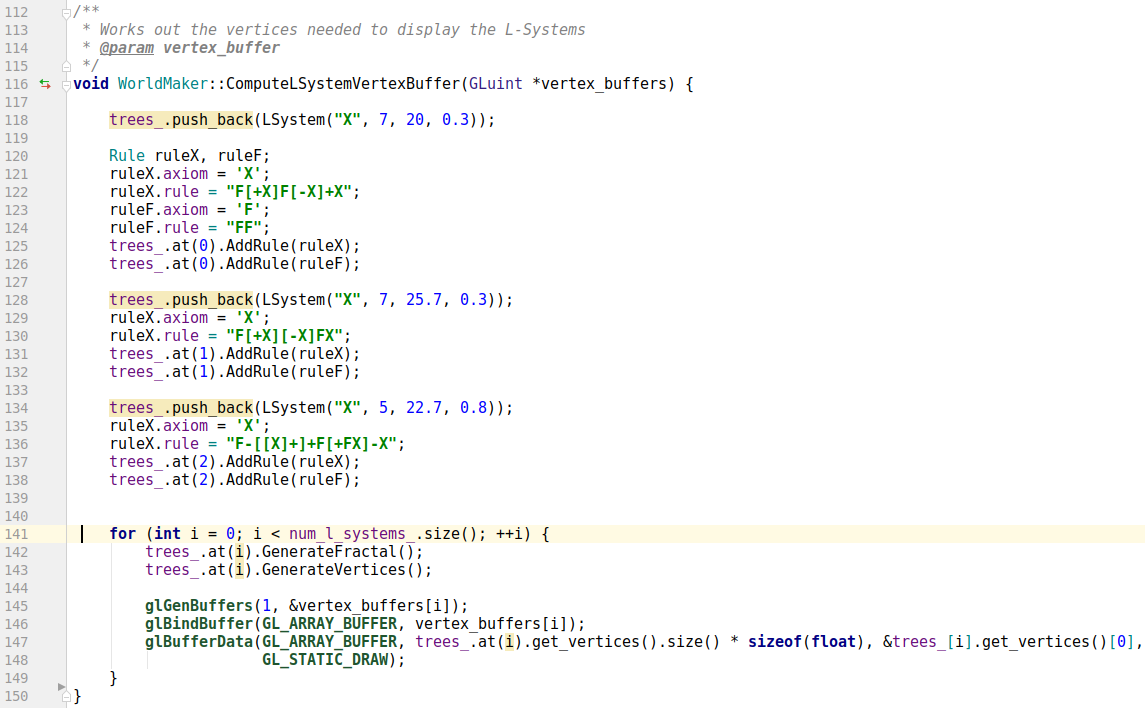 112 /**
113  * Works out the vertices needed to display the L-Systems
114  * @param vertex_buffer
115  */
116 void WorldMaker::ComputeLSystemVertexBuffer(GLuint *vertex_buffers) {
117
118     trees_.push_back(LSystem("X", 7, 20, 0.3));
119
120     Rule ruleX, ruleF;
121     ruleX.axiom = 'X';
122     ruleX.rule = "F[+X]F[-X]+X";
123     ruleF.axiom = 'F';
124     ruleF.rule = "FF";
125     trees_.at(0).AddRule(ruleX);
126     trees_.at(0).AddRule(ruleF);
127
128     trees_.push_back(LSystem("X", 7, 25.7, 0.3));
129     ruleX.axiom = 'X';
130     ruleX.rule = "F[+X][-X]FX";
131     trees_.at(1).AddRule(ruleX);
132     trees_.at(1).AddRule(ruleF);
133
134     trees_.push_back(LSystem("X", 5, 22.7, 0.8));
135     ruleX.axiom = 'X';
136     ruleX.rule = "F-[[X]+]+F[+FX]-X";
137     trees_.at(2).AddRule(ruleX);
138     trees_.at(2).AddRule(ruleF);
139
140
141     for (int i = 0; i < num_l_systems_.size(); ++i) {
142         trees_.at(i).GenerateFractal();
143         trees_.at(i).GenerateVertices();
144
145         glGenBuffers(1, &vertex_buffers[i]);
146         glBindBuffer(GL_ARRAY_BUFFER, vertex_buffers[i]);
147         glBufferData(GL_ARRAY_BUFFER, trees_.at(i).get_vertices().size() * sizeof(float), &trees_[i].get_vertices()[0],
148                      GL_STATIC_DRAW);
149     }
150 }